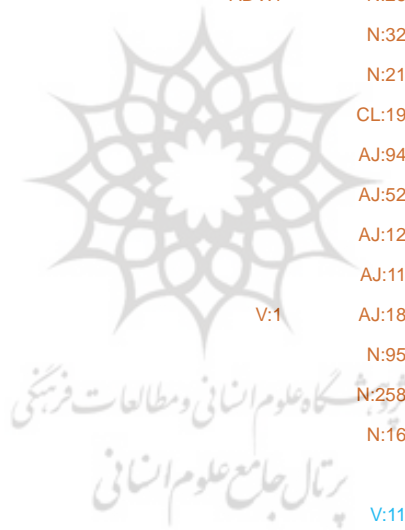 N:32
N:21
CL:19
AJ:94
AJ:52
AJ:12
AJ:11
V:1 AJ:18
N:95
N:258
پژوهشگاه علوم انسانی و مطالعات فرهنگی
N:16
پرتال جامع علوم انسانی
V:11